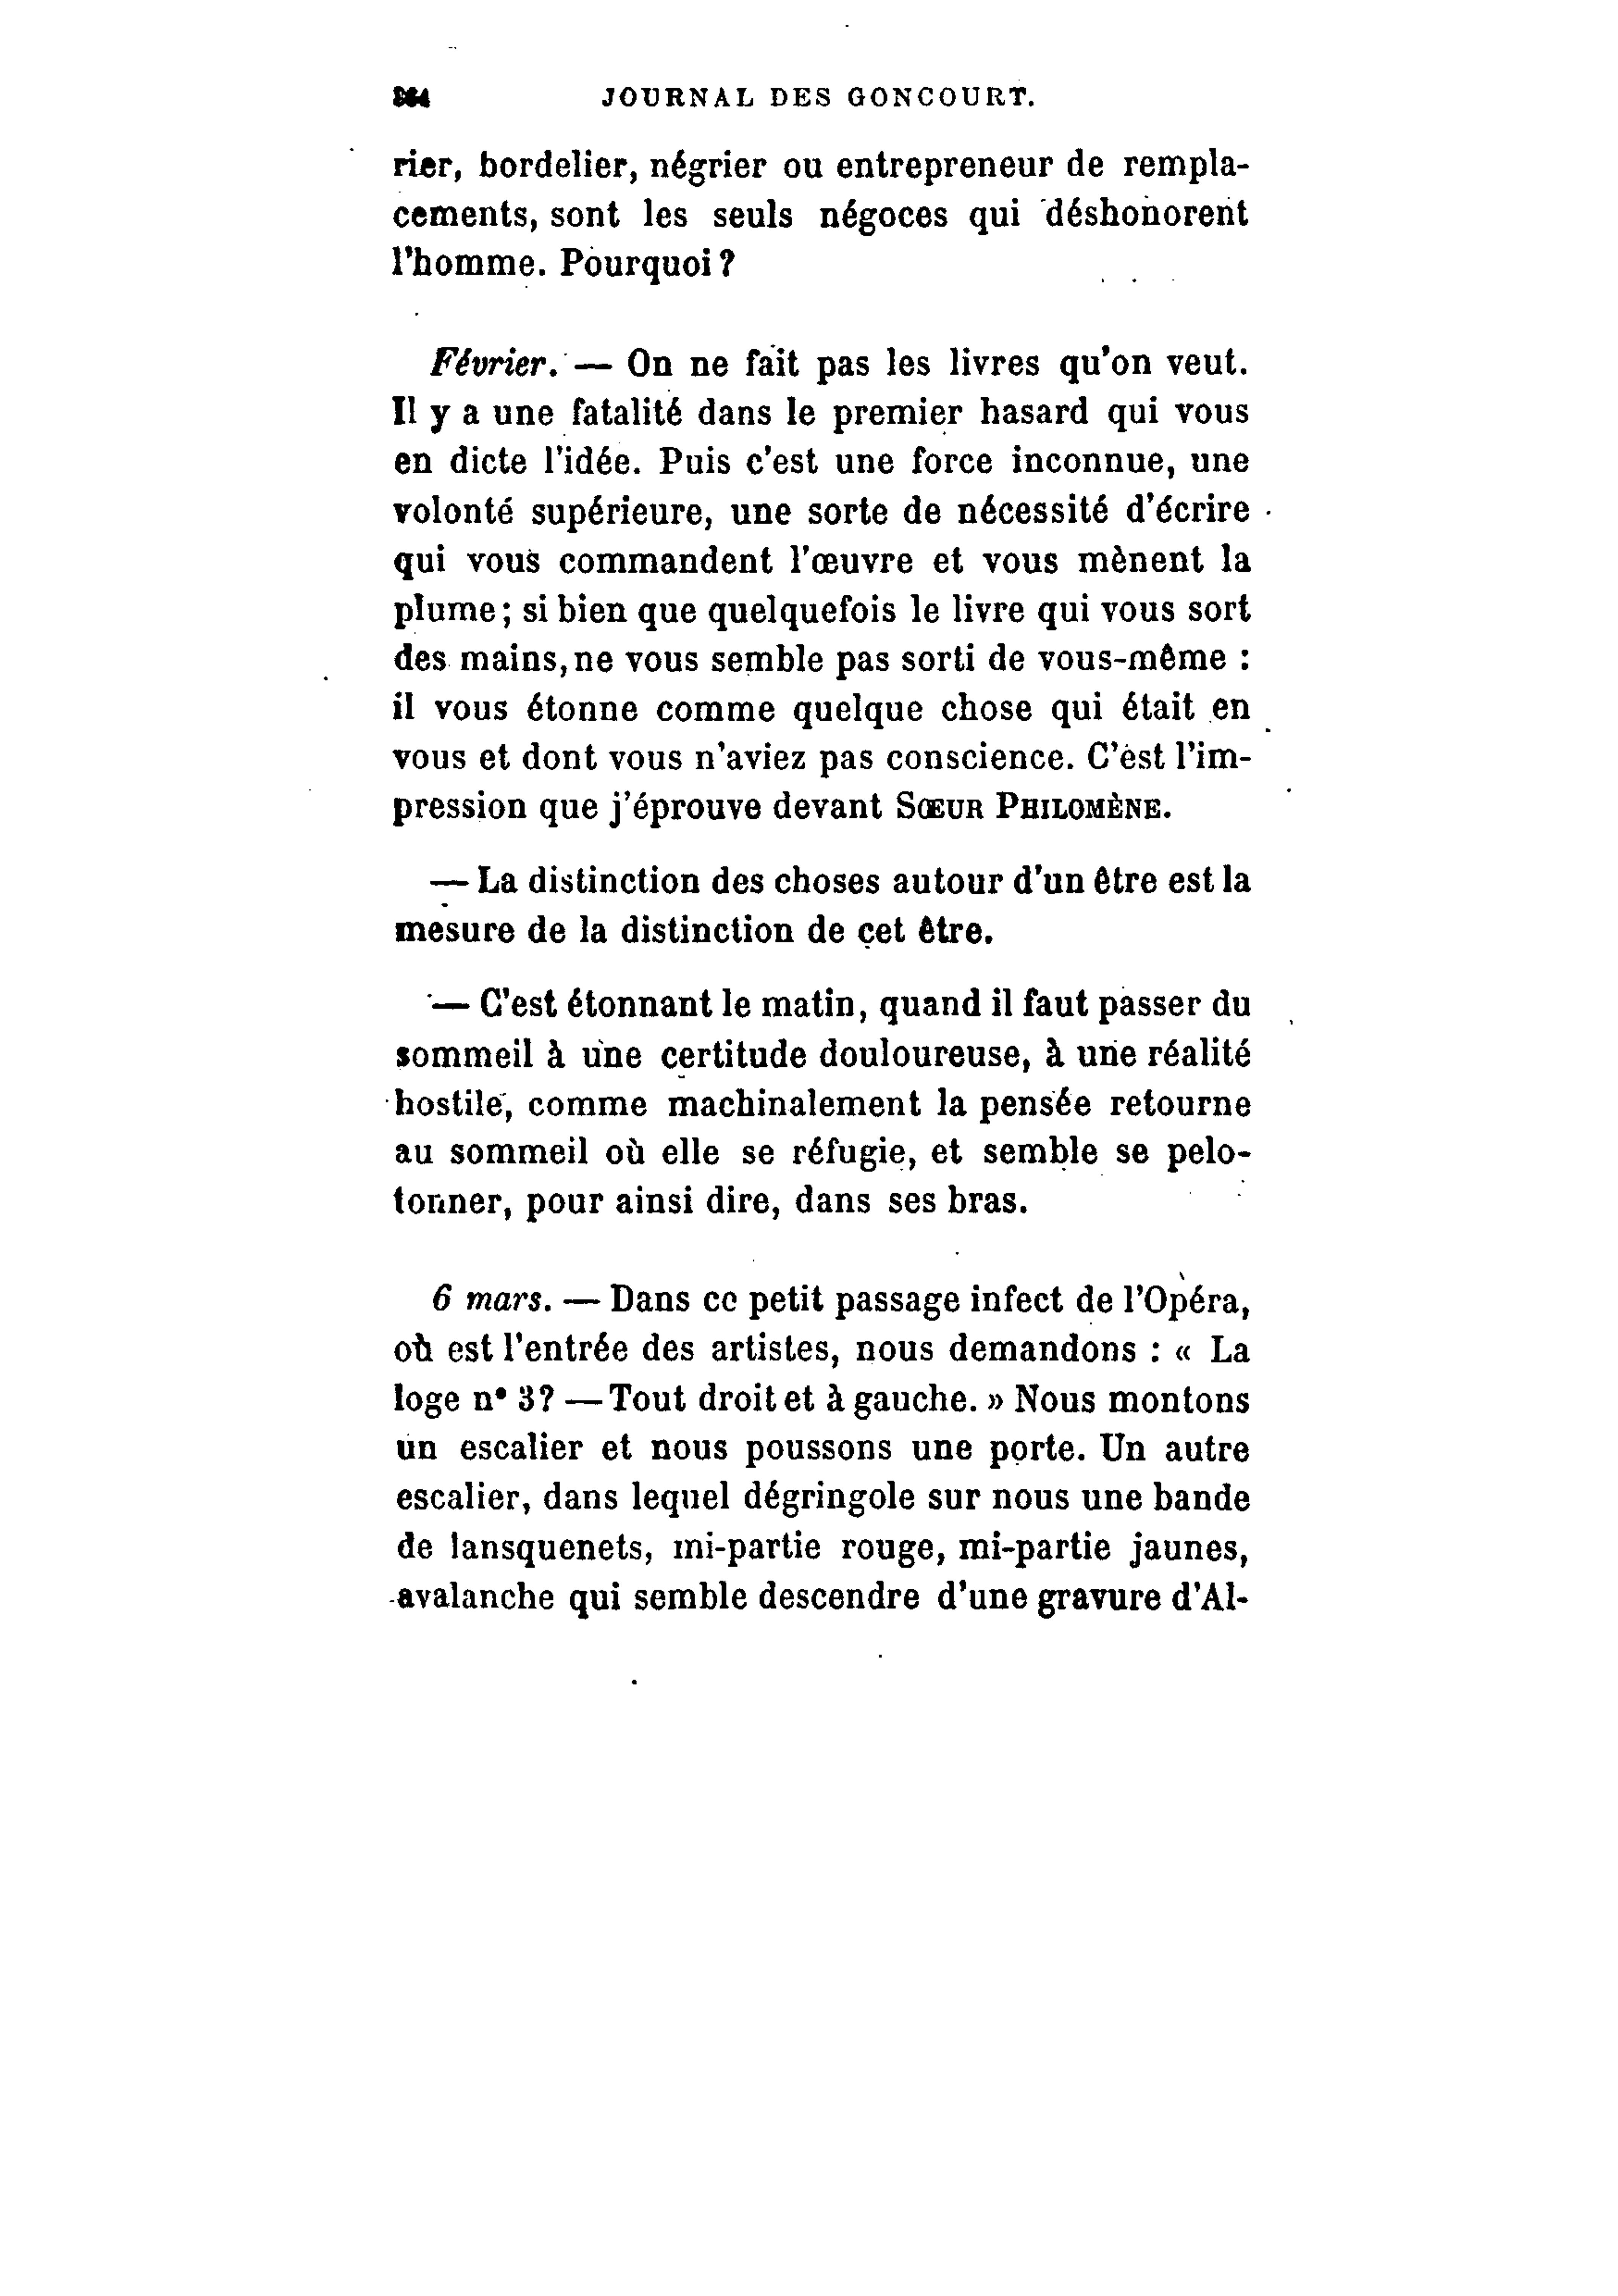 364 JOURNAL DES GONCOURT.
rier, bordelier, négrier ou entrepreneur de rempla-
cements, sont les seuls négoces qui déshonorent
l'homme. Pourquoi ?
Février. — On ne fait pas les livres qu'on veut.
Il y a une fatalité dans le premier hasard qui vous
en dicte l'idée. Puis c'est une force inconnue, une
volonté supérieure, une sorte de nécessité d'écrire
qui vous commandent l'œuvre et vous mènent la
plume ; si bien que quelquefois le livre qui vous sort
des mains, ne vous semble pas sorti de vous-même :
il vous étonne comme quelque chose qui était en
vous et dont vous n'aviez pas conscience. C'est l'im-
pression que j'éprouve devant SŒUR PHILOMÈNE.
— La distinction des choses autour d'un être est la
mesure de la distinction de cet être.
— C'est étonnant le matin, quand il faut passer du
sommeil à une certitude douloureuse, à une réalité
hostile, comme machinalement la pensée retourne
au sommeil où elle se réfugie, et semble se pelo-
tonner, pour ainsi dire, dans ses bras.
6 mars. — Dans ce petit passage infect de l'Opéra,
où est l'entrée des artistes, nous demandons : « La
loge n° 3? — Tout droit et à gauche. » Nous montons
un escalier et nous poussons une porte. Un autre
escalier, dans lequel dégringole sur nous une bande
de lansquenets, mi-partie rouge, mi-partie jaunes,
avalanche qui semble descendre d'une gravure d'Al-